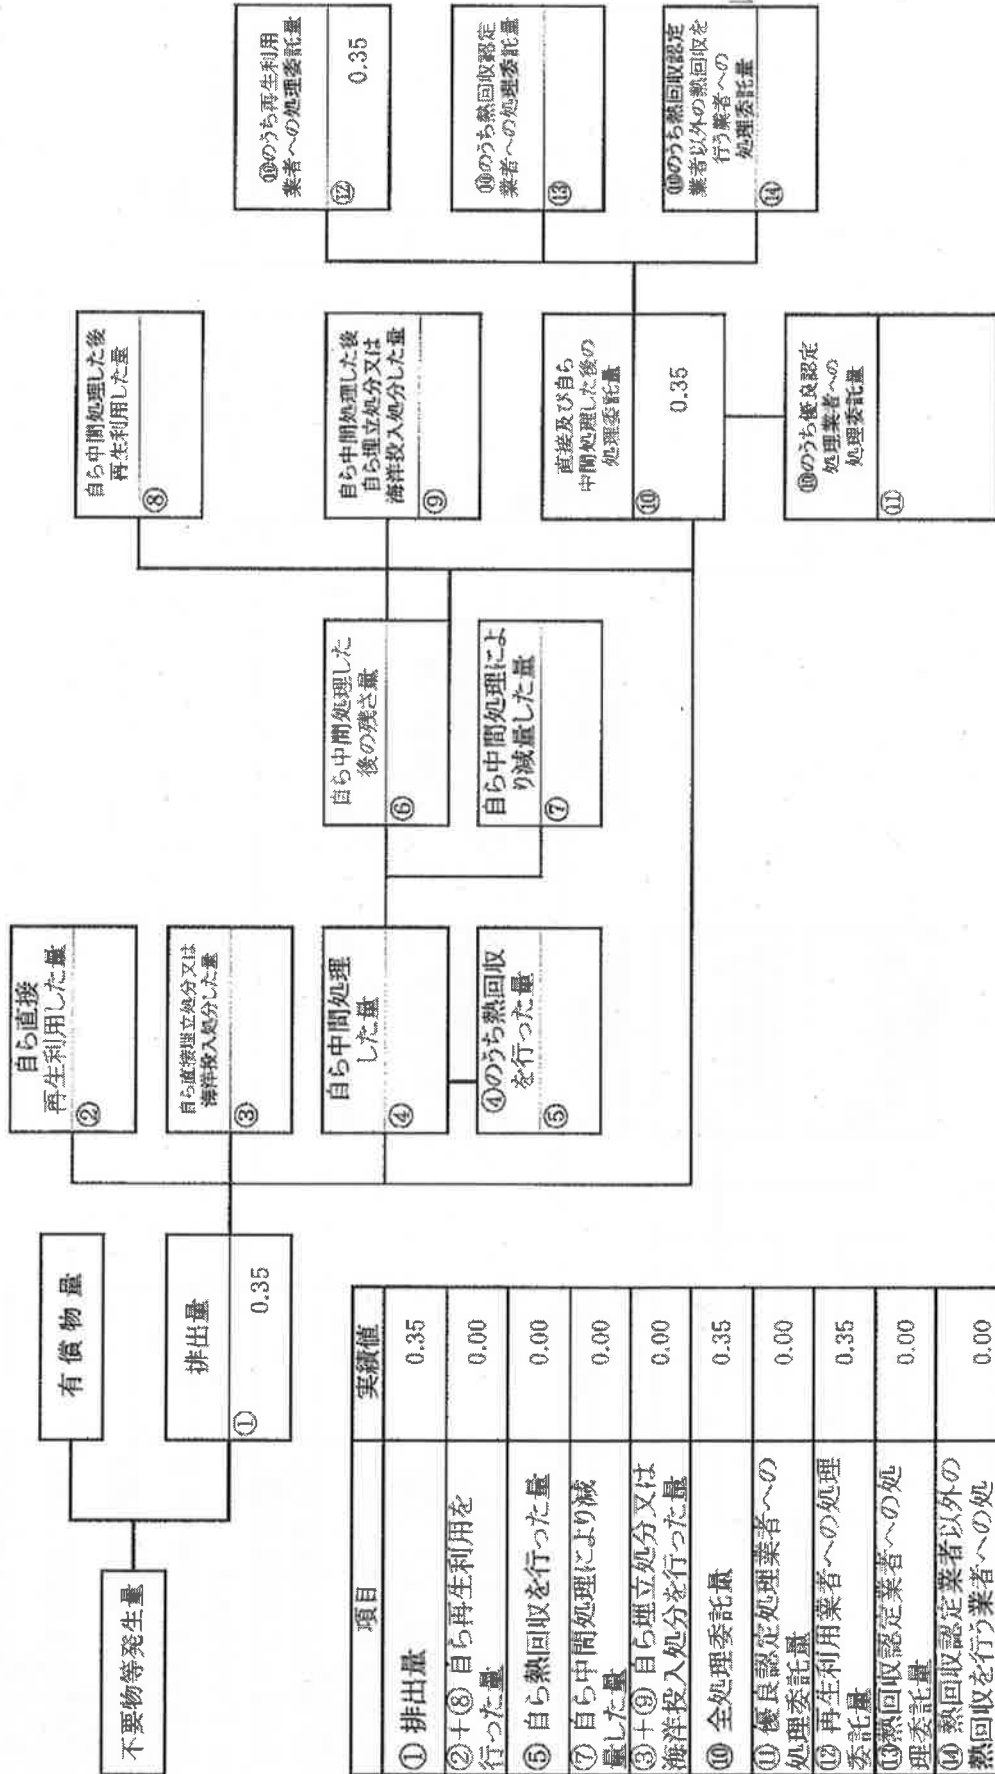 不要物等発生量
有償物量
排出量
① 0.35
自ら直接
再生利用した量
②
自ら直接埋立処分又は
海洋投入処分した量
③
自ら中間処理
した量
④
④のうち熱回収
を行った量
⑤
自ら中間処理した
後の残さ量
⑥
自ら中間処理によ
り減量した量
⑦
自ら中間処理した後
再生利用した量
⑧
自ら中間処理した後
自ら埋立処分又は
海洋投入処分した量
⑨
直接及び自ら
中間処理した後の
処理委託量
⑩ 0.35
⑩のうち優良認定
処理業者への
処理委託量
⑪
⑩のうち再生利用
業者への処理委託量
⑫ 0.35
⑩のうち熱回収認定
業者への処理委託量
⑬
⑩のうち熱回収認定
業者以外の熱回収を
行う業者への
処理委託量
⑭
項目 実績値
① 排出量 0.35
②+⑧ 自ら再生利用を
行った量 0.00
⑤ 自ら熱回収を行った量 0.00
⑦ 自ら中間処理により減
量した量 0.00
③+⑨ 自ら埋立処分又は
海洋投入処分を行った量 0.00
⑩ 全処理委託量 0.35
⑪ 優良認定処理業者への
処理委託量 0.00
⑫ 再生利用業者への処理
委託量 0.35
⑬熱回収認定業者への処
理委託量 0.00
⑭ 熱回収認定業者以外の
熱回収を行う業者への処 0.00